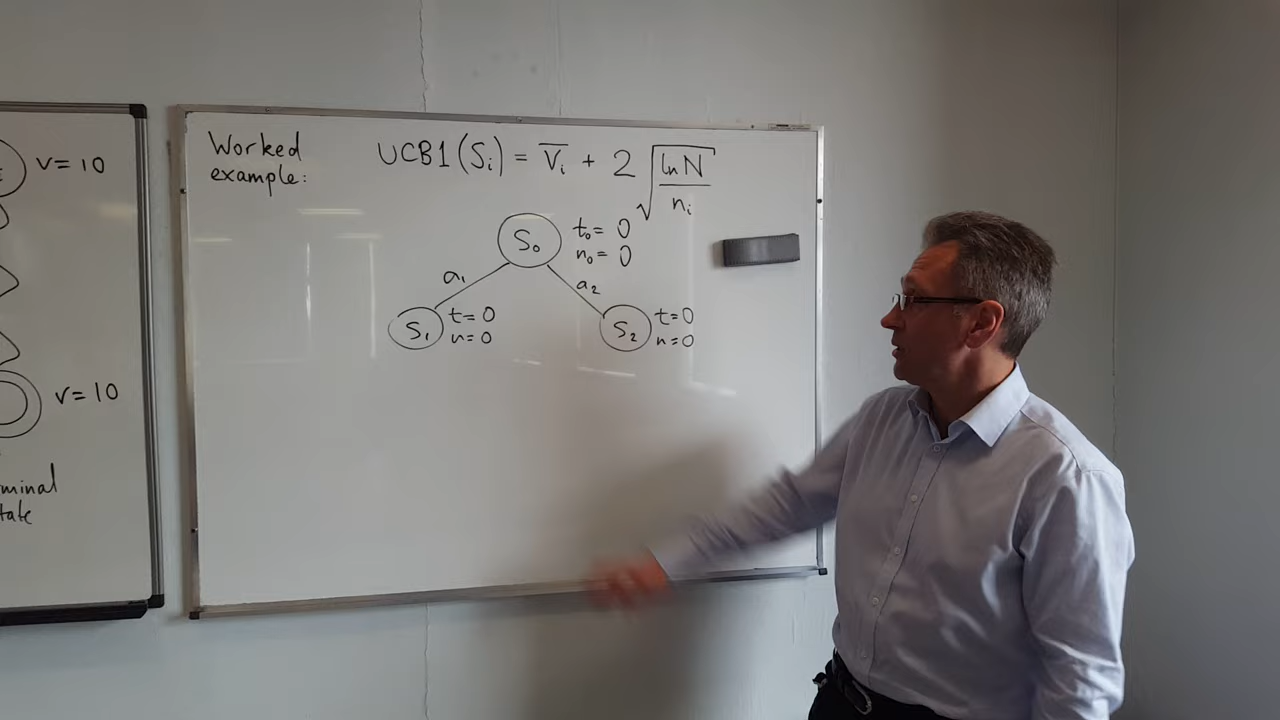 v=10
v=10
minal
tate
Worked
example:
UCB1(Sᵢ) = V̅ᵢ + 2 √(ln N / nᵢ)
S₀
t₀= 0
n₀= 0
a₁
a₂
S₁
t=0
n=0
S₂
t=0
n=0